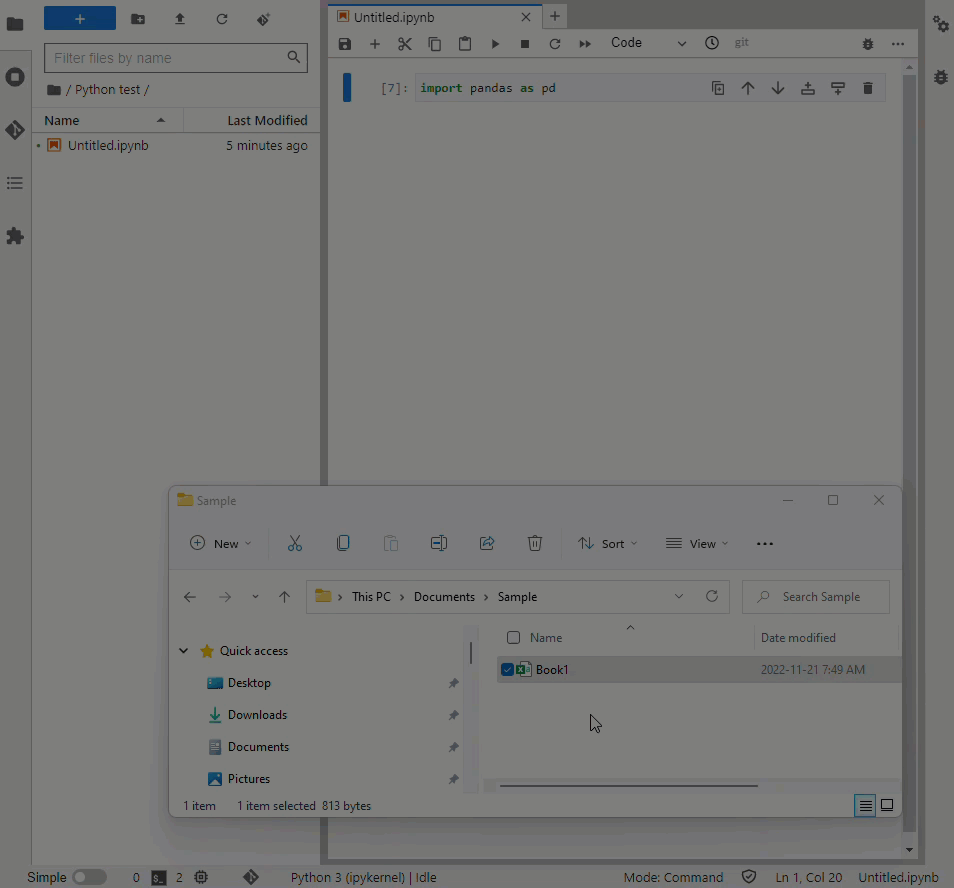 Untitled.ipynb
Filter files by name
Code
git
/ Python test /
[7]: import pandas as pd
Name
Last Modified
Untitled.ipynb
5 minutes ago
Sample
New
Sort
View
This PC
Documents
Sample
Search Sample
Quick access
Name
Date modified
Desktop
Book1
2022-11-21 7:49 AM
Downloads
Documents
Pictures
1 item
1 item selected 813 bytes
Simple
0
2
Python 3 (ipykernel) | Idle
Mode: Command
Ln 1, Col 20
Untitled.ipynb